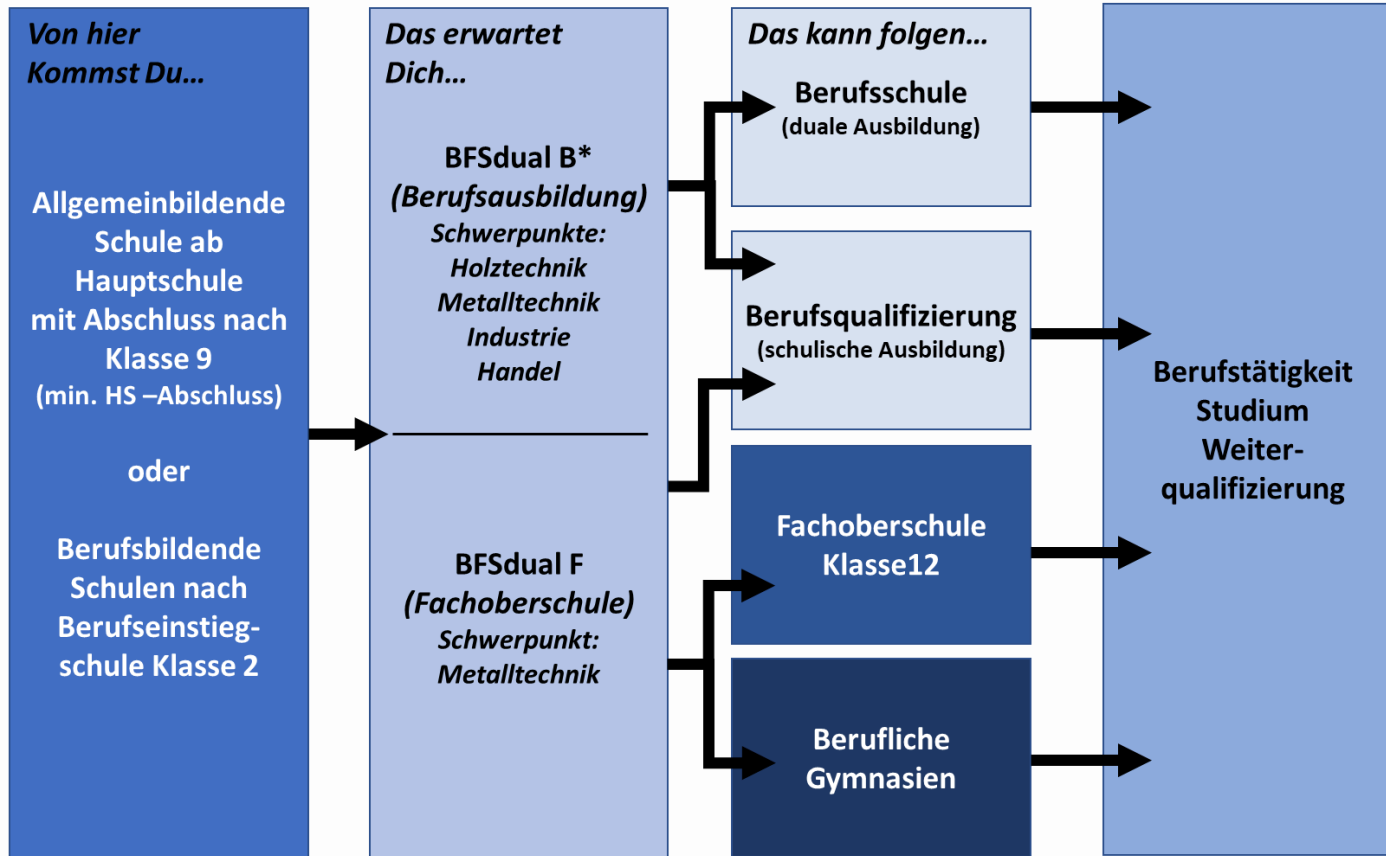 Von hier
Kommst Du…
Allgemeinbildende
Schule ab
Hauptschule
mit Abschluss nach
Klasse 9
(min. HS –Abschluss)
oder
Berufsbildende
Schulen nach
Berufseinstieg-
schule Klasse 2
Das erwartet
Dich…
BFSdual B*
(Berufsausbildung)
Schwerpunkte:
Holztechnik
Metalltechnik
Industrie
Handel
BFSdual F
(Fachoberschule)
Schwerpunkt:
Metalltechnik
Das kann folgen…
Berufsschule
(duale Ausbildung)
Berufsqualifizierung
(schulische Ausbildung)
Fachoberschule
Klasse12
Berufliche
Gymnasien
Berufstätigkeit
Studium
Weiter-
qualifizierung